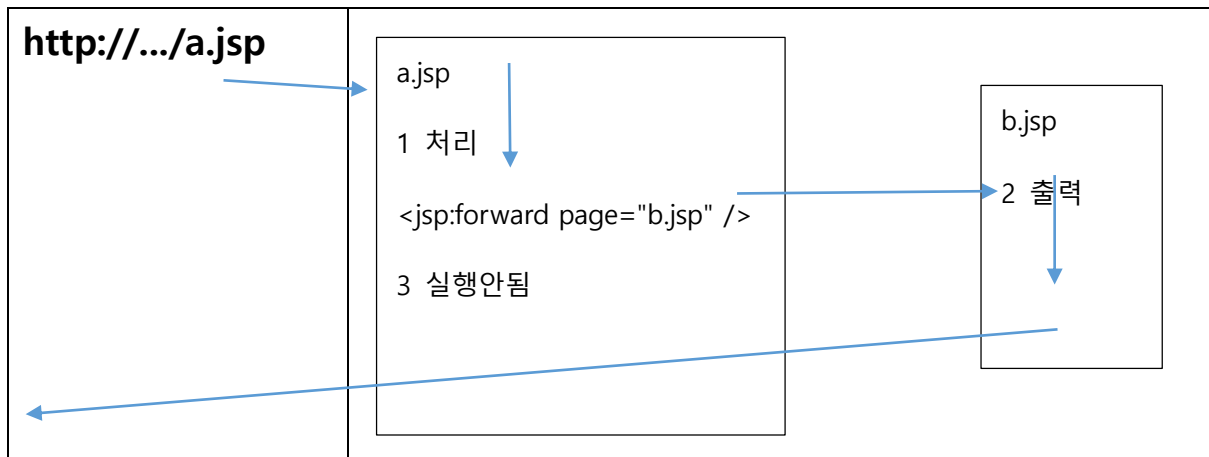 http://.../a.jsp
a.jsp
1 처리
<jsp:forward page="b.jsp" />
3 실행안됨
b.jsp
2 출력